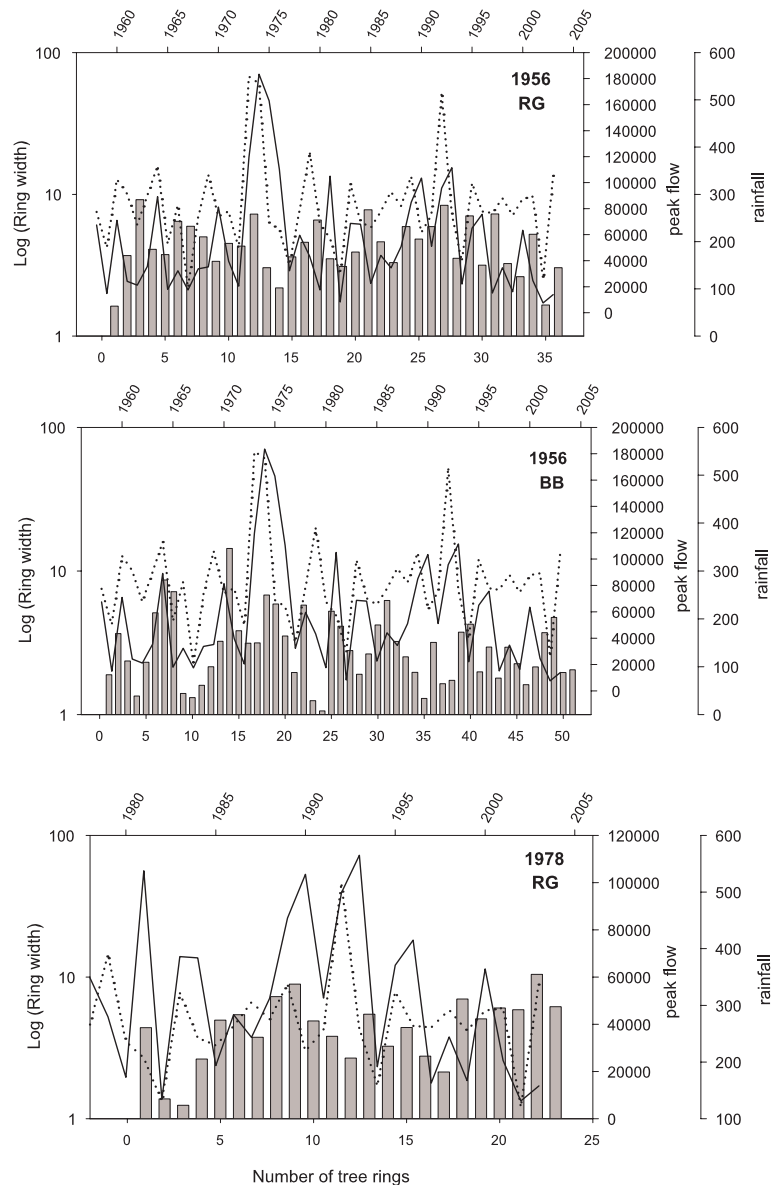 1960 1965 1970 1975 1980 1985 1990 1995 2000 2005
100 10 1
Log (Ring width)
1956
RG
200000 180000 160000 140000 120000 100000 80000 60000 40000 20000 0
peak flow
600 500 400 300 200 100 0
rainfall
0 5 10 15 20 25 30 35
1960 1965 1970 1975 1980 1985 1990 1995 2000 2005
100 10 1
Log (Ring width)
1956
BB
200000 180000 160000 140000 120000 100000 80000 60000 40000 20000 0
peak flow
600 500 400 300 200 100 0
rainfall
0 5 10 15 20 25 30 35 40 45 50
1980 1985 1990 1995 2000 2005
100 10 1
Log (Ring width)
1978
RG
120000 100000 80000 60000 40000 20000 0
peak flow
600 500 400 300 200 100
rainfall
0 5 10 15 20 25
Number of tree rings